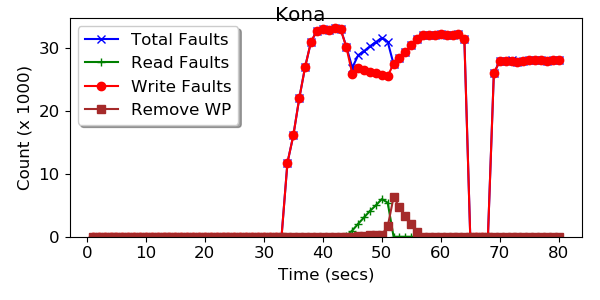 Kona
Total Faults
Read Faults
Write Faults
Remove WP
Count (x 1000)
30
20
10
0
0 10 20 30 40 50 60 70 80
Time (secs)